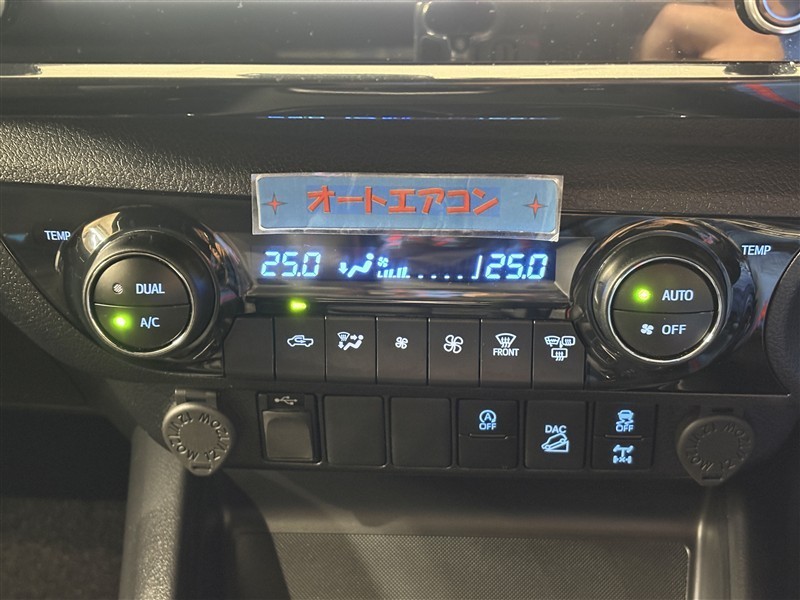 オートエアコン
TEMP
25.0
25.0
TEMP
DUAL
A/C
AUTO
OFF
FRONT
A
OFF
DAC
OFF